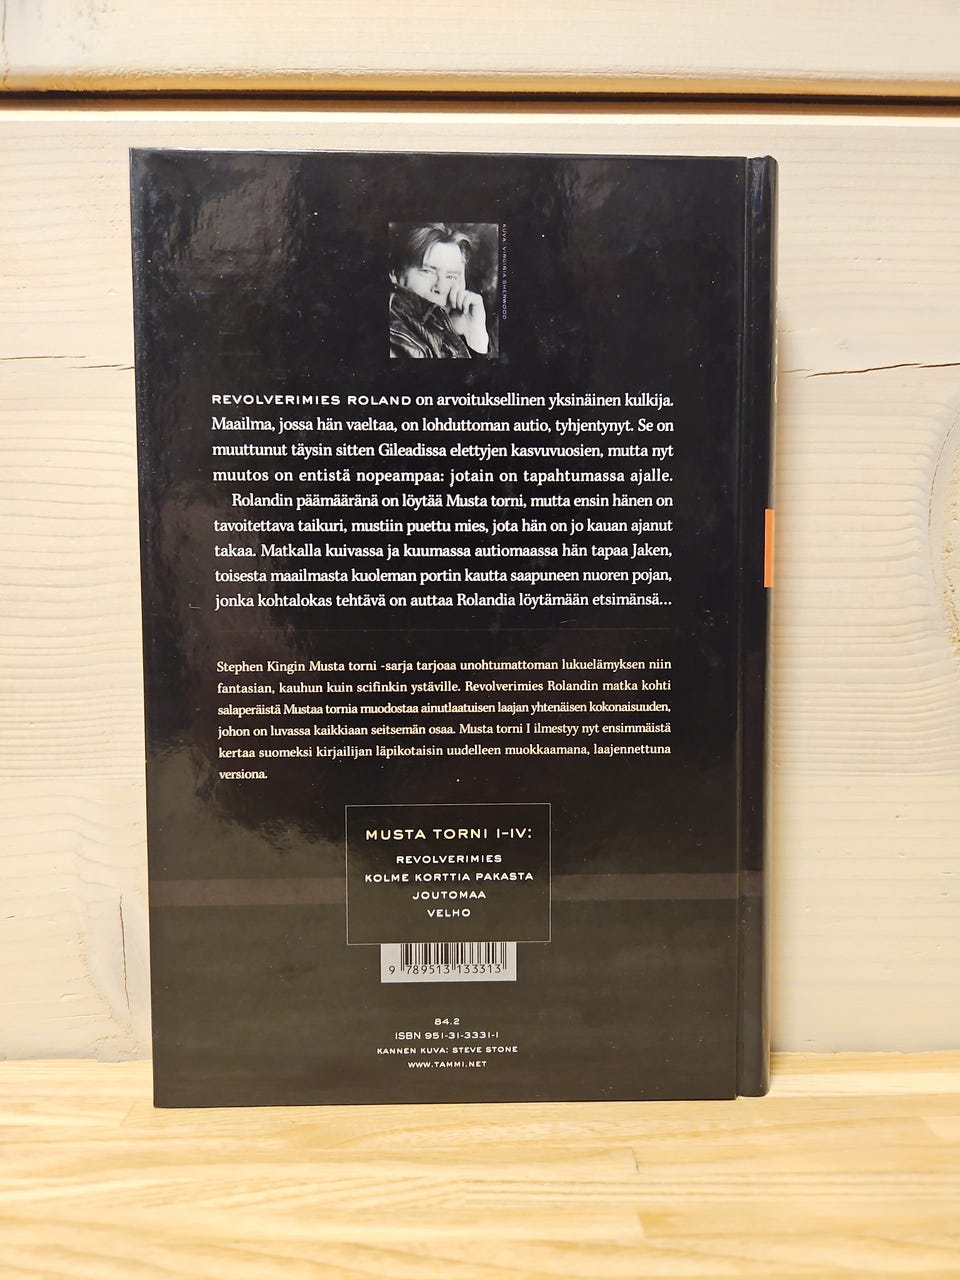 KUVA: VIRGINIA SHERWOOD
REVOLVERIMIES ROLAND on arvoituksellinen yksinäinen kulkija.
Maailma, jossa hän vaeltaa, on lohduttoman autio, tyhjentynyt. Se on
muuttunut täysin sitten Gileadissa elettyjen kasvuvuosien, mutta nyt
muutos on entistä nopeampaa: jotain on tapahtumassa ajalle.
Rolandin päämääränä on löytää Musta torni, mutta ensin hänen on
tavoitettava taikuri, mustiin puettu mies, jota hän on jo kauan ajanut
takaa. Matkalla kuivassa ja kuumassa autiomaassa hän tapaa Jaken,
toisesta maailmasta kuoleman portin kautta saapuneen nuoren pojan,
jonka kohtalokas tehtävä on auttaa Rolandia löytämään etsimänsä...
Stephen Kingin Musta torni -sarja tarjoaa unohtumattoman lukuelämyksen niin
fantasian, kauhun kuin scifinkin ystäville. Revolverimies Rolandin matka kohti
salaperäistä Mustaa tornia muodostaa ainutlaatuisen laajan yhtenäisen kokonaisuuden,
johon on luvassa kaikkiaan seitsemän osaa. Musta torni I ilmestyy nyt ensimmäistä
kertaa suomeksi kirjailijan läpikotaisin uudelleen muokkaamana, laajennettuna
versiona.
MUSTA TORNI I–IV:
REVOLVERIMIES
KOLME KORTTIA PAKASTA
JOUTOMAA
VELHO
9 789513 133313
84.2
ISBN 951-31-3331-1
KANNEN KUVA: STEVE STONE
WWW.TAMMI.NET